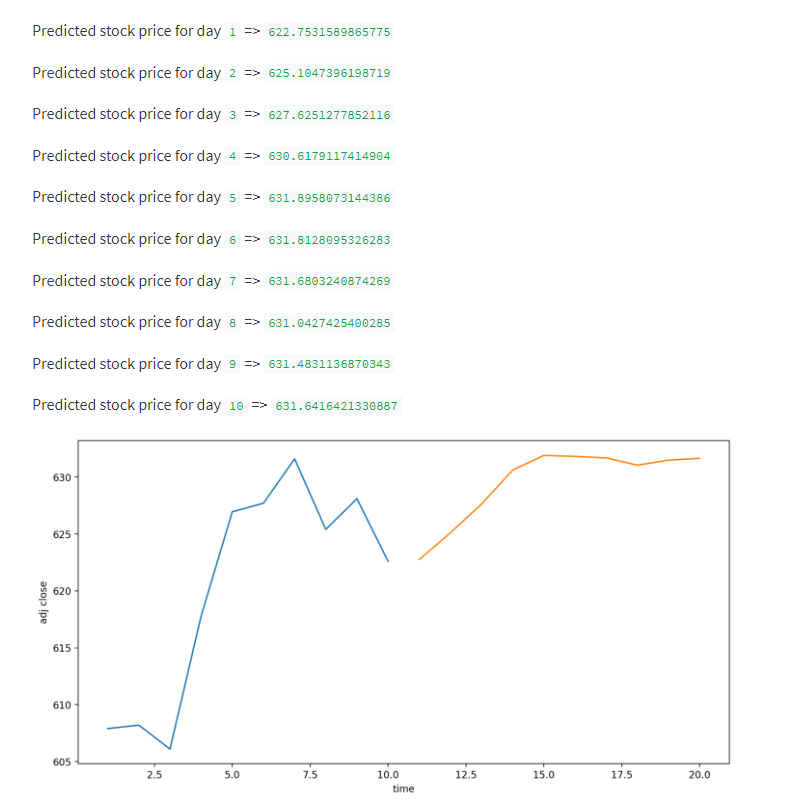 Predicted stock price for day 1 => 622.7531589865775
Predicted stock price for day 2 => 625.1047396198719
Predicted stock price for day 3 => 627.6251277852116
Predicted stock price for day 4 => 630.6179117414904
Predicted stock price for day 5 => 631.8958073144386
Predicted stock price for day 6 => 631.8128095326283
Predicted stock price for day 7 => 631.6803240874269
Predicted stock price for day 8 => 631.0427425400285
Predicted stock price for day 9 => 631.4831136870343
Predicted stock price for day 10 => 631.6416421330887
630
625
620
615
610
605
adj close
2.5 5.0 7.5 10.0 12.5 15.0 17.5 20.0
time